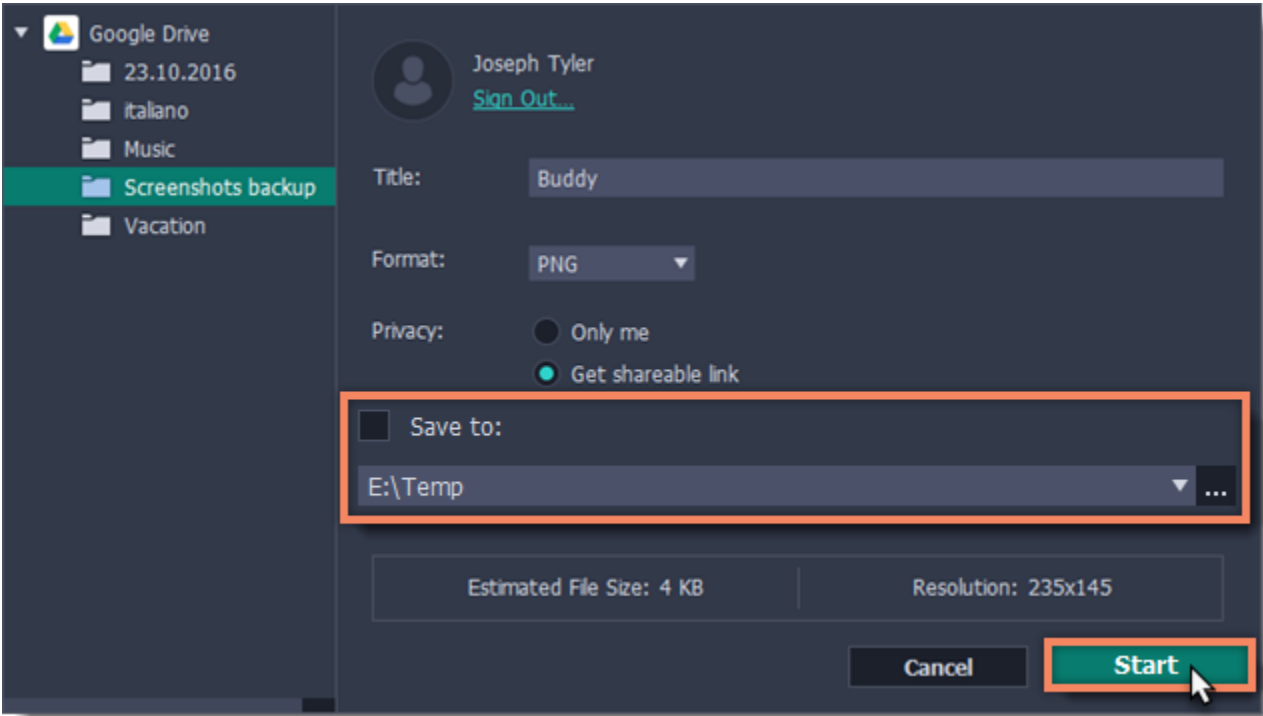 Google Drive
23.10.2016
italiano
Music
Screenshots backup
Vacation
Joseph Tyler
Sign Out...
Title: Buddy
Format: PNG
Privacy: Only me
Get shareable link
Save to:
E:\Temp ...
Estimated File Size: 4 KB Resolution: 235x145
Cancel Start